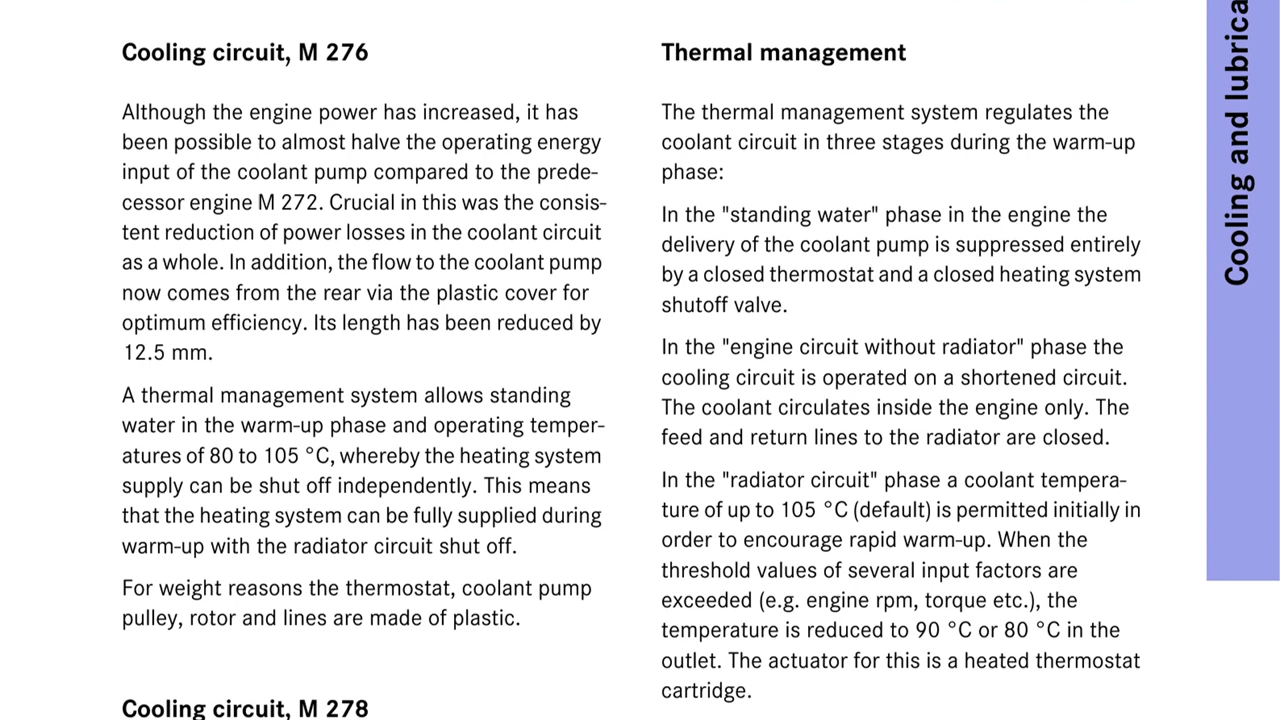 Cooling circuit, M 276
Although the engine power has increased, it has
been possible to almost halve the operating energy
input of the coolant pump compared to the prede-
cessor engine M 272. Crucial in this was the consis-
tent reduction of power losses in the coolant circuit
as a whole. In addition, the flow to the coolant pump
now comes from the rear via the plastic cover for
optimum efficiency. Its length has been reduced by
12.5 mm.
A thermal management system allows standing
water in the warm-up phase and operating temper-
atures of 80 to 105 °C, whereby the heating system
supply can be shut off independently. This means
that the heating system can be fully supplied during
warm-up with the radiator circuit shut off.
For weight reasons the thermostat, coolant pump
pulley, rotor and lines are made of plastic.
Cooling circuit, M 278
Thermal management
The thermal management system regulates the
coolant circuit in three stages during the warm-up
phase:
In the "standing water" phase in the engine the
delivery of the coolant pump is suppressed entirely
by a closed thermostat and a closed heating system
shutoff valve.
In the "engine circuit without radiator" phase the
cooling circuit is operated on a shortened circuit.
The coolant circulates inside the engine only. The
feed and return lines to the radiator are closed.
In the "radiator circuit" phase a coolant tempera-
ture of up to 105 °C (default) is permitted initially in
order to encourage rapid warm-up. When the
threshold values of several input factors are
exceeded (e.g. engine rpm, torque etc.), the
temperature is reduced to 90 °C or 80 °C in the
outlet. The actuator for this is a heated thermostat
cartridge.
Cooling and lubrica